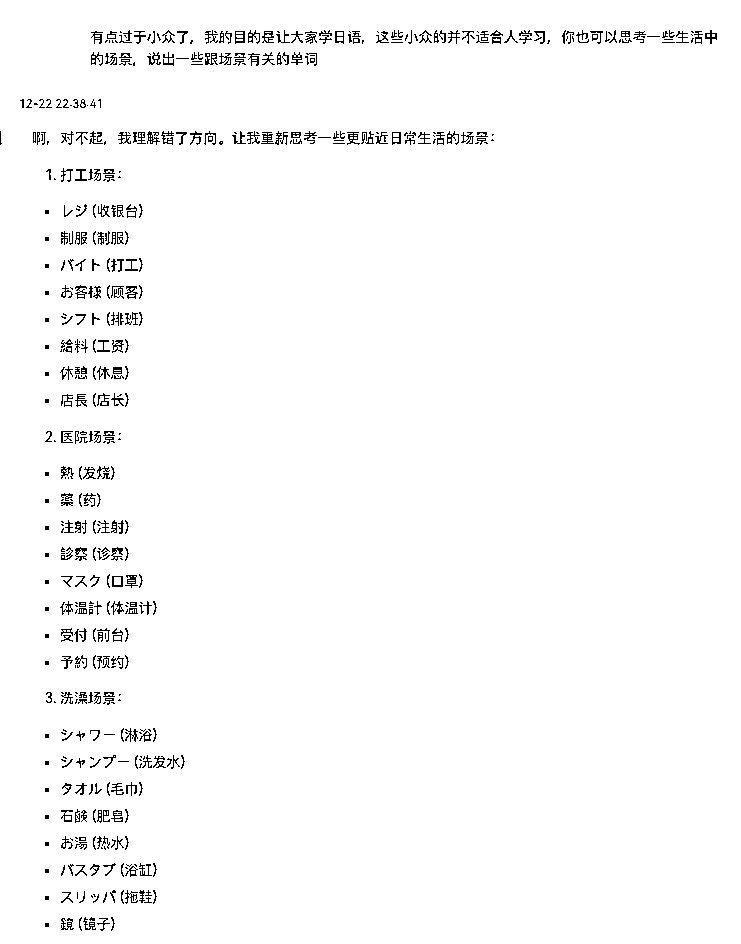 有点过于小众了，我的目的是让大家学日语，这些小众的并不适合人学习，你也可以思考一些生活中
的场景，说出一些跟场景有关的单词
12-22 22:38:41
啊，对不起，我理解错了方向。让我重新思考一些更贴近日常生活的场景：
1. 打工场景：
• レジ (收银台)
• 制服 (制服)
• バイト (打工)
• お客様 (顾客)
• シフト (排班)
• 給料 (工资)
• 休憩 (休息)
• 店長 (店长)
2. 医院场景：
• 熱 (发烧)
• 薬 (药)
• 注射 (注射)
• 診察 (诊察)
• マスク (口罩)
• 体温計 (体温计)
• 受付 (前台)
• 予約 (预约)
3. 洗澡场景：
• シャワー (淋浴)
• シャンプー (洗发水)
• タオル (毛巾)
• 石鹸 (肥皂)
• お湯 (热水)
• バスタブ (浴缸)
• スリッパ (拖鞋)
• 鏡 (镜子)